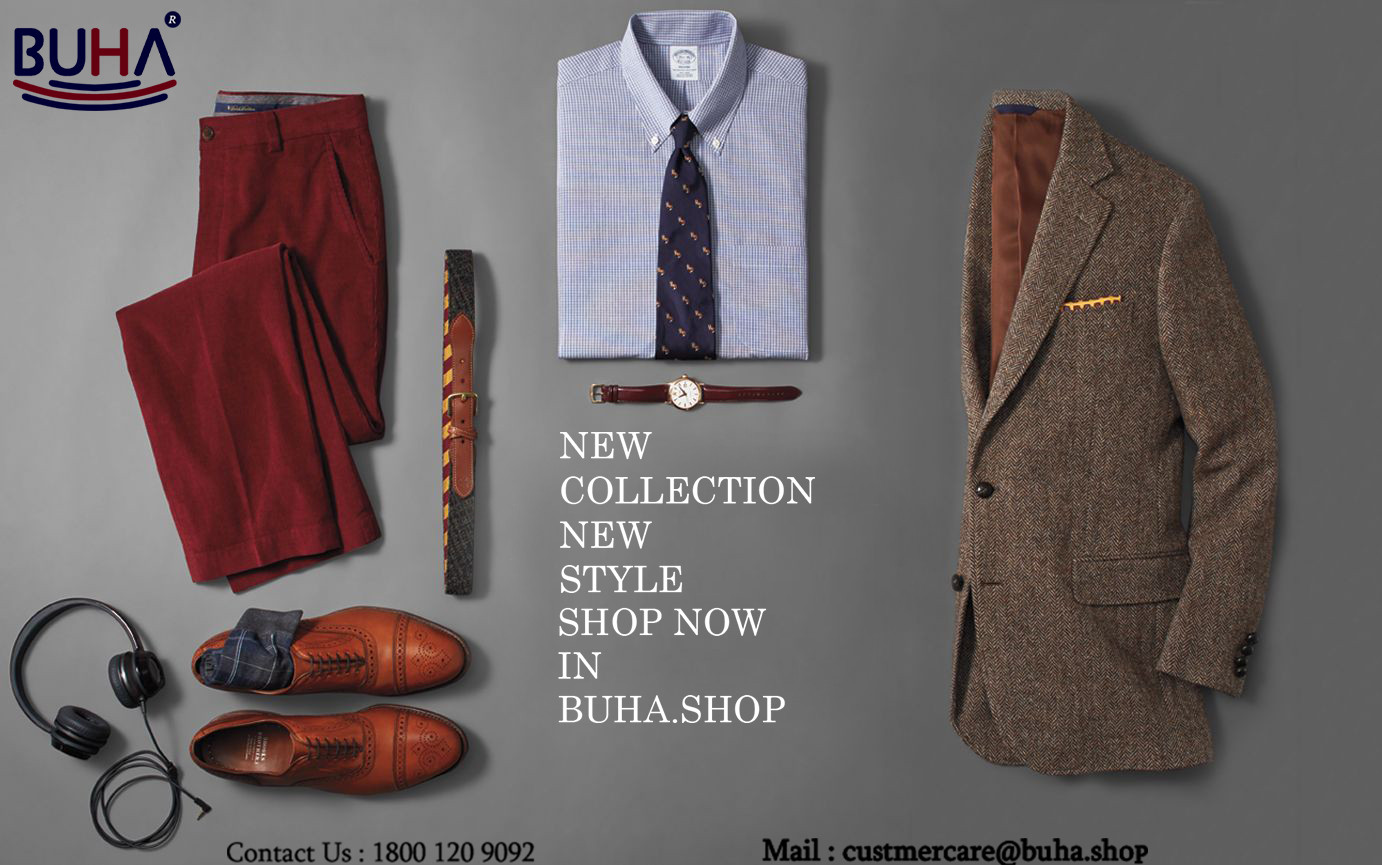 BUHA ®
NEW
COLLECTION
NEW
STYLE
SHOP NOW
IN
BUHA.SHOP
Contact Us : 1800 120 9092
Mail : custmercare@buha.shop